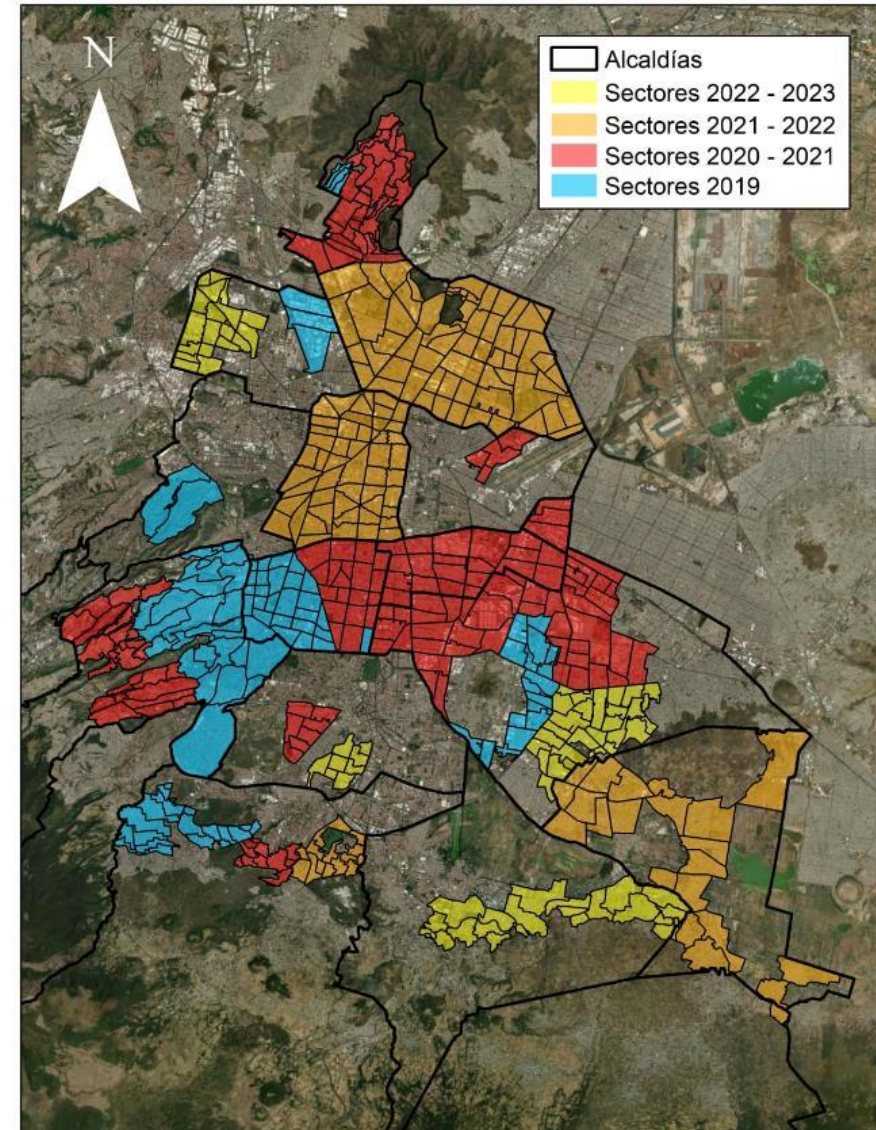 N
Alcaldías
Sectores 2022 - 2023
Sectores 2021 - 2022
Sectores 2020 - 2021
Sectores 2019